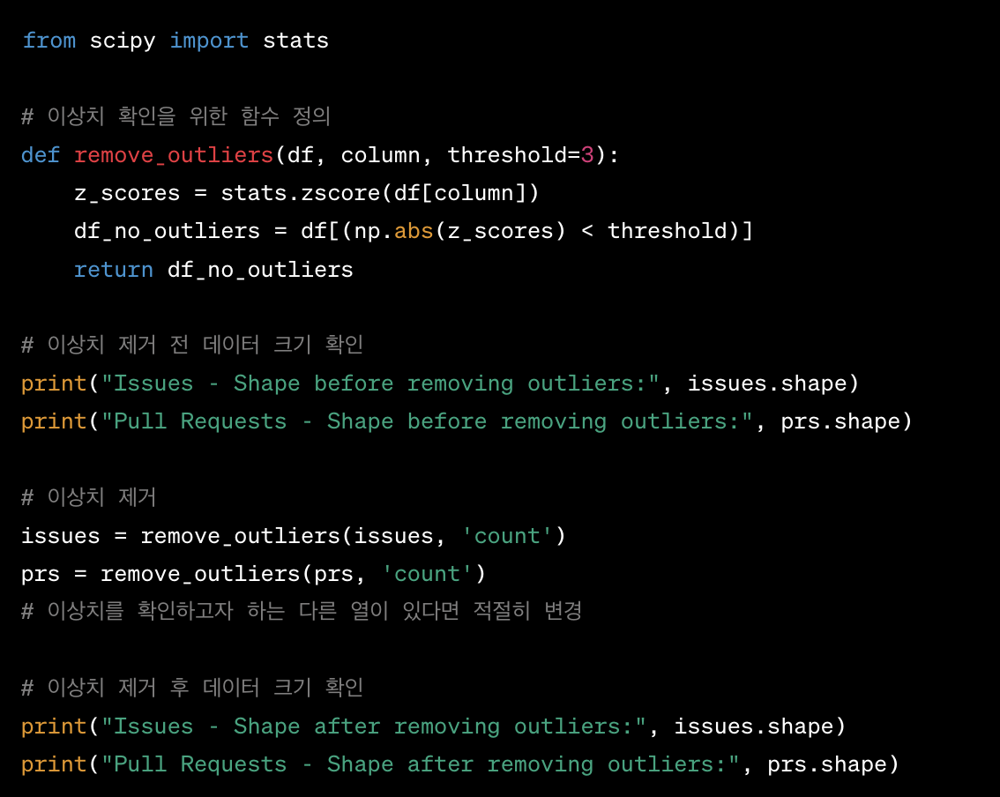 from scipy import stats
# 이상치 확인을 위한 함수 정의
def remove_outliers(df, column, threshold=3):
    z_scores = stats.zscore(df[column])
    df_no_outliers = df[(np.abs(z_scores) < threshold)]
    return df_no_outliers
# 이상치 제거 전 데이터 크기 확인
print("Issues - Shape before removing outliers:", issues.shape)
print("Pull Requests - Shape before removing outliers:", prs.shape)
# 이상치 제거
issues = remove_outliers(issues, 'count')
prs = remove_outliers(prs, 'count')
# 이상치를 확인하고자 하는 다른 열이 있다면 적절히 변경
# 이상치 제거 후 데이터 크기 확인
print("Issues - Shape after removing outliers:", issues.shape)
print("Pull Requests - Shape after removing outliers:", prs.shape)